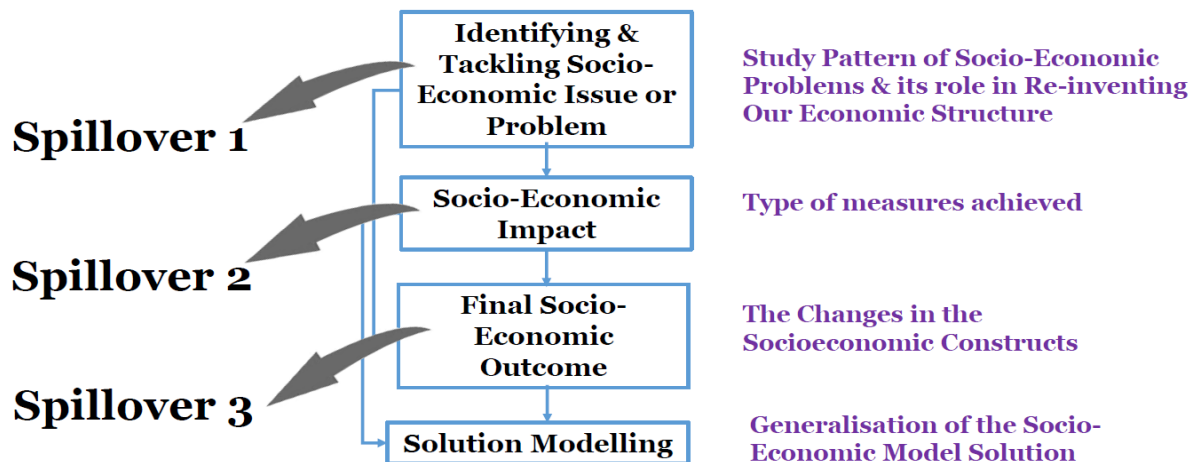 Identifying &
Tackling Socio-
Economic Issue or
Problem
Study Pattern of Socio-Economic
Problems & its role in Re-inventing
Our Economic Structure
Spillover 1
Socio-Economic
Impact
Type of measures achieved
Spillover 2
Final Socio-
Economic
Outcome
The Changes in the
Socioeconomic Constructs
Spillover 3
Solution Modelling
Generalisation of the Socio-
Economic Model Solution